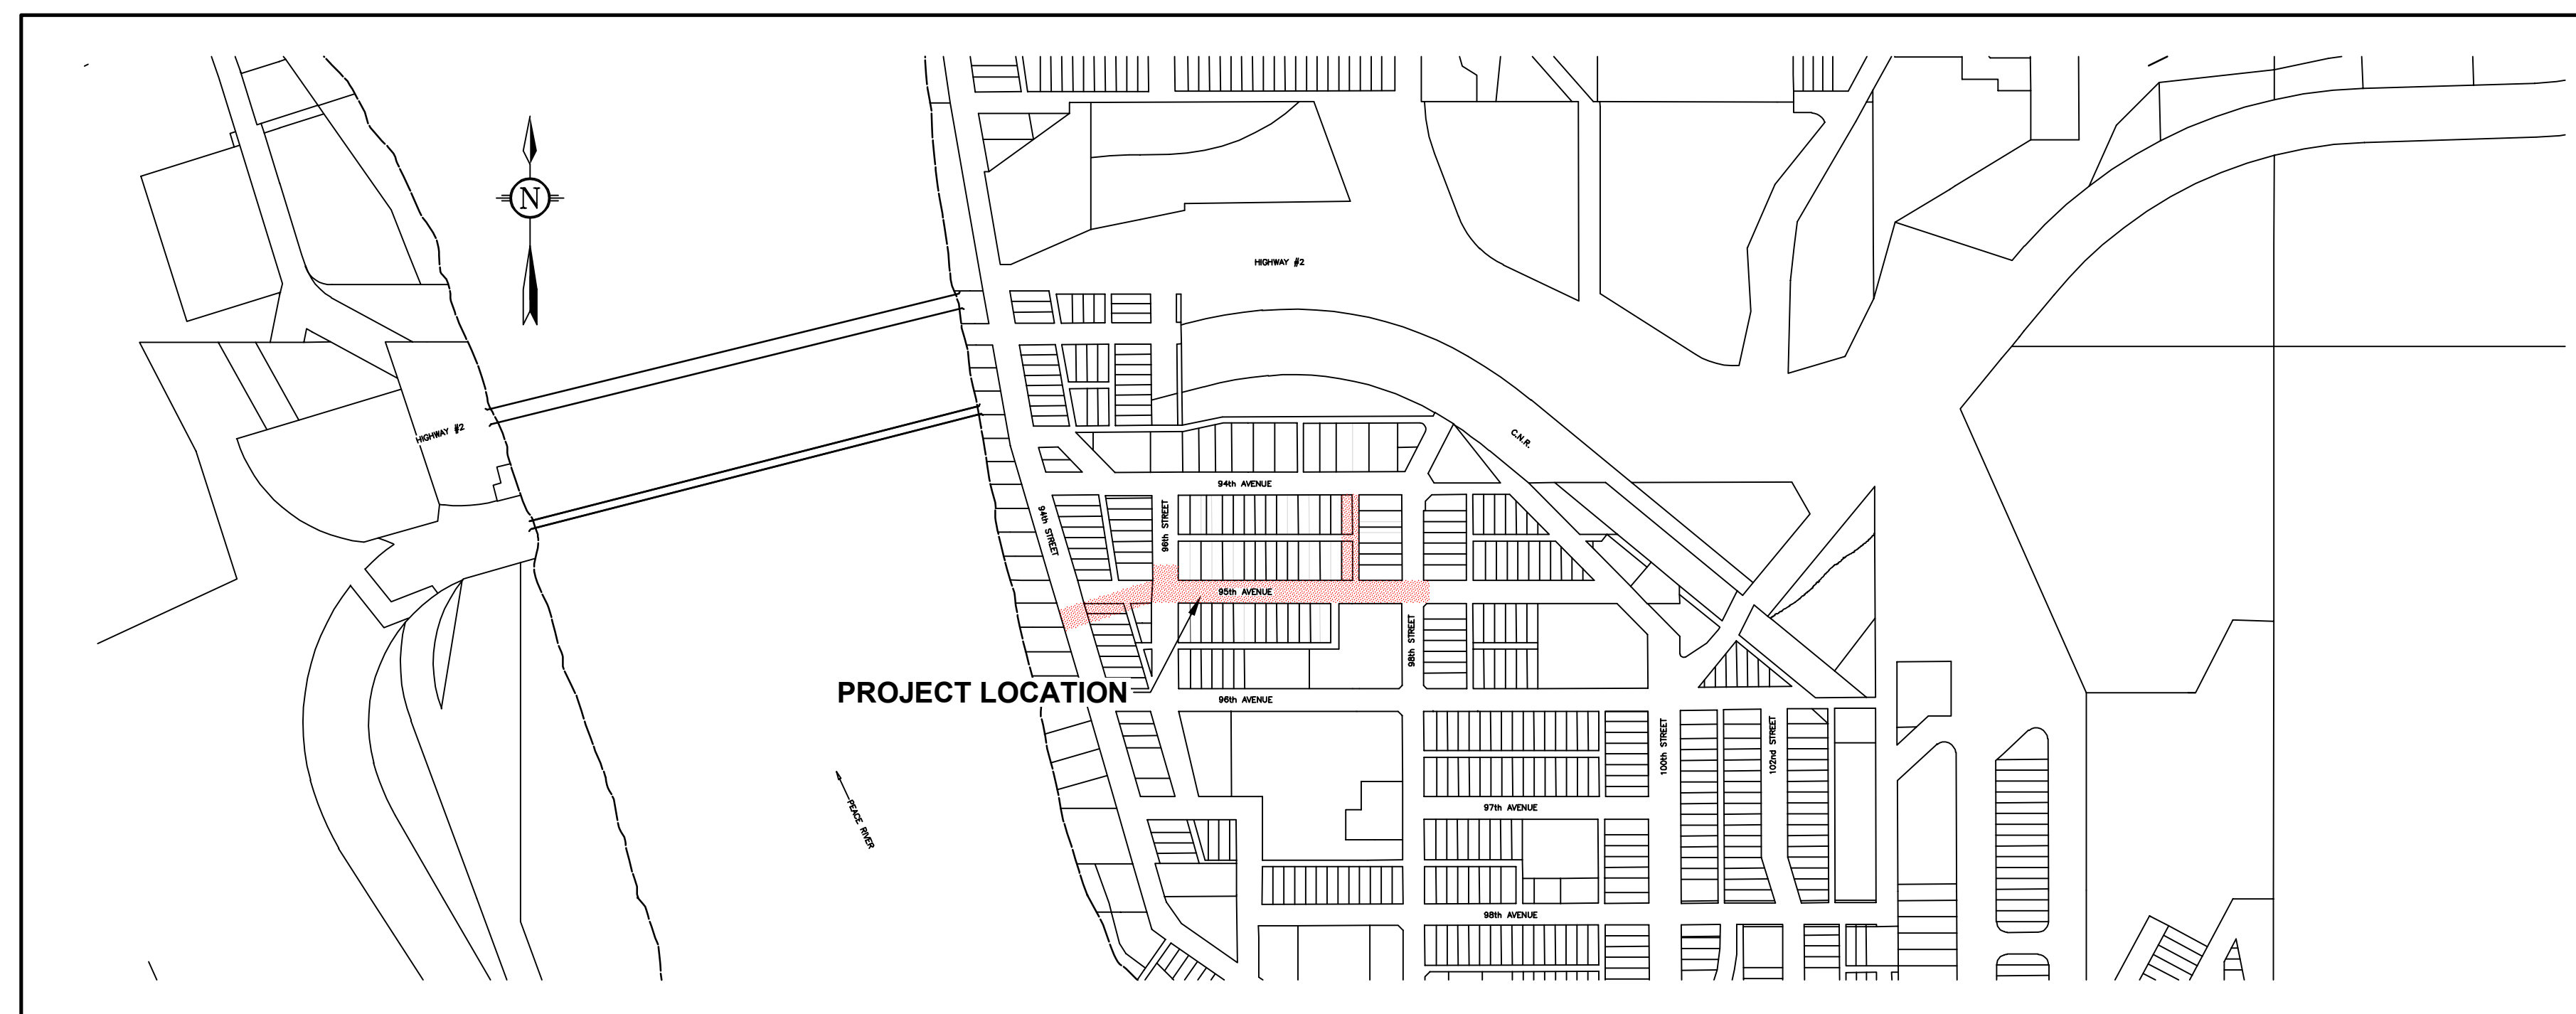 N
HIGHWAY #2
HIGHWAY #2
C.N.R.
94th AVENUE
94th STREET
96th STREET
95th AVENUE
98th STREET
PROJECT LOCATION
96th AVENUE
100th STREET
102nd STREET
PEACE RIVER
97th AVENUE
98th AVENUE